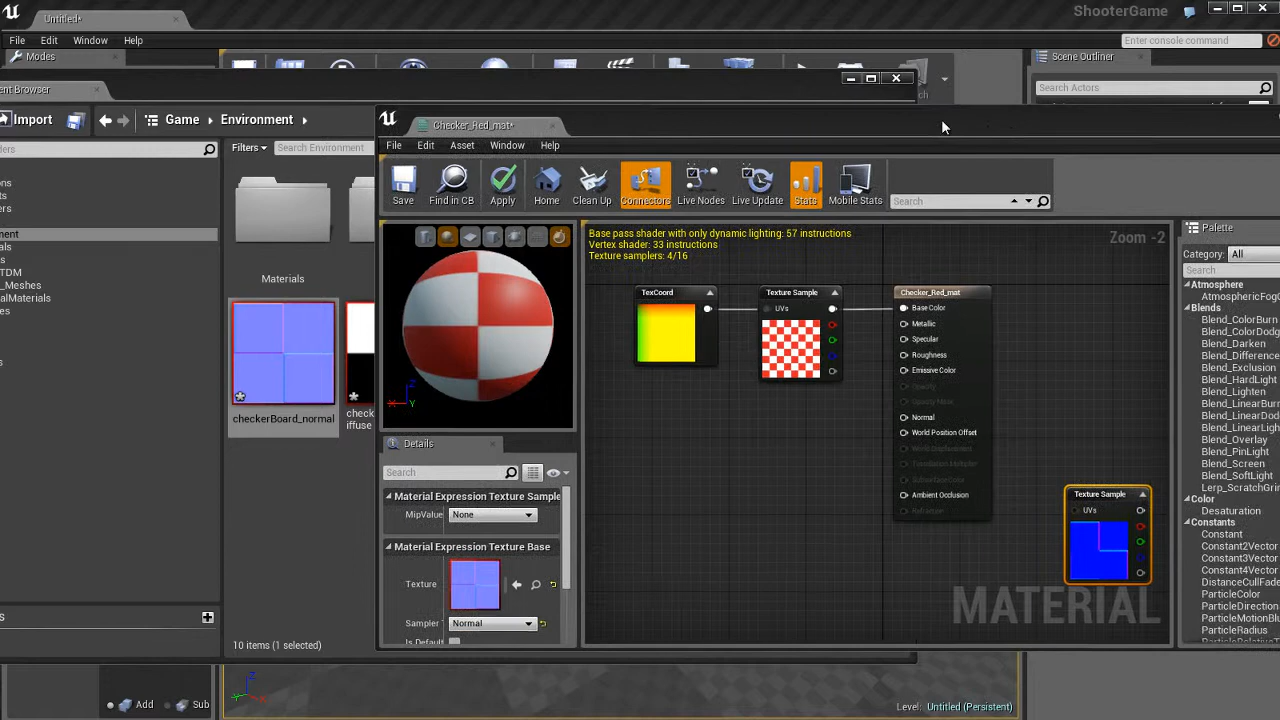 Untitled*
ShooterGame
File Edit Window Help
Enter console command
Modes
Scene Outliner
Search Actors
ent Browser
Import
Game
Environment
Filters
Search Environment
Materials
checkerBoard_normal
10 items (1 selected)
Checker_Red_mat*
File Edit Asset Window Help
Save
Find in CB
Apply
Home
Clean Up
Connectors
Live Nodes
Live Update
Stats
Mobile Stats
Search
Base pass shader with only dynamic lighting: 57 instructions
Vertex shader: 33 instructions
Texture samplers: 4/16
Zoom -2
TexCoord
Texture Sample
UVs
Checker_Red_mat
Base Color
Metallic
Specular
Roughness
Emissive Color
Opacity
Opacity Mask
Normal
World Position Offset
World Displacement
Tessellation Multiplier
Subsurface Color
Ambient Occlusion
Refraction
Texture Sample
UVs
MATERIAL
Details
Search
Material Expression Texture Sample
MipValue
None
Material Expression Texture Base
Texture
Sampler
Normal
Is Default
Palette
Category: All
Search
Atmosphere
AtmosphericFog
Blends
Blend_ColorBurn
Blend_ColorDodg
Blend_Darken
Blend_Difference
Blend_Exclusion
Blend_HardLight
Blend_Lighten
Blend_LinearBurn
Blend_LinearDod
Blend_LinearLigh
Blend_Overlay
Blend_PinLight
Blend_Screen
Blend_SoftLight
Lerp_ScratchGri
Color
Desaturation
Constants
Constant
Constant2Vector
Constant3Vector
Constant4Vector
DistanceCullFade
ParticleColor
ParticleDirection
ParticleMotionBlu
ParticleRadius
Add
Sub
Level: Untitled (Persistent)